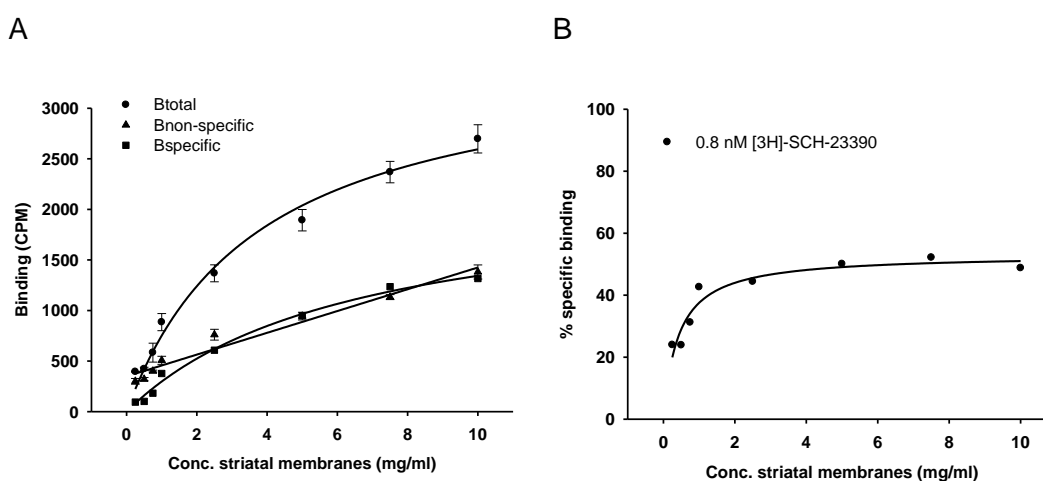 A
B
Btotal
Bnon-specific
Bspecific
3000
2500
2000
1500
1000
500
0
Binding (CPM)
0 2 4 6 8 10
Conc. striatal membranes (mg/ml)
0.8 nM [3H]-SCH-23390
100
80
60
40
20
0
% specific binding
0 2 4 6 8 10
Conc. striatal membranes (mg/ml)